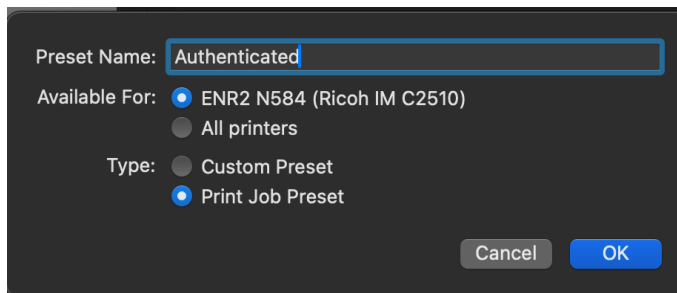 Preset Name: Authenticated
Available For: ENR2 N584 (Ricoh IM C2510)
All printers
Type: Custom Preset
Print Job Preset
Cancel OK